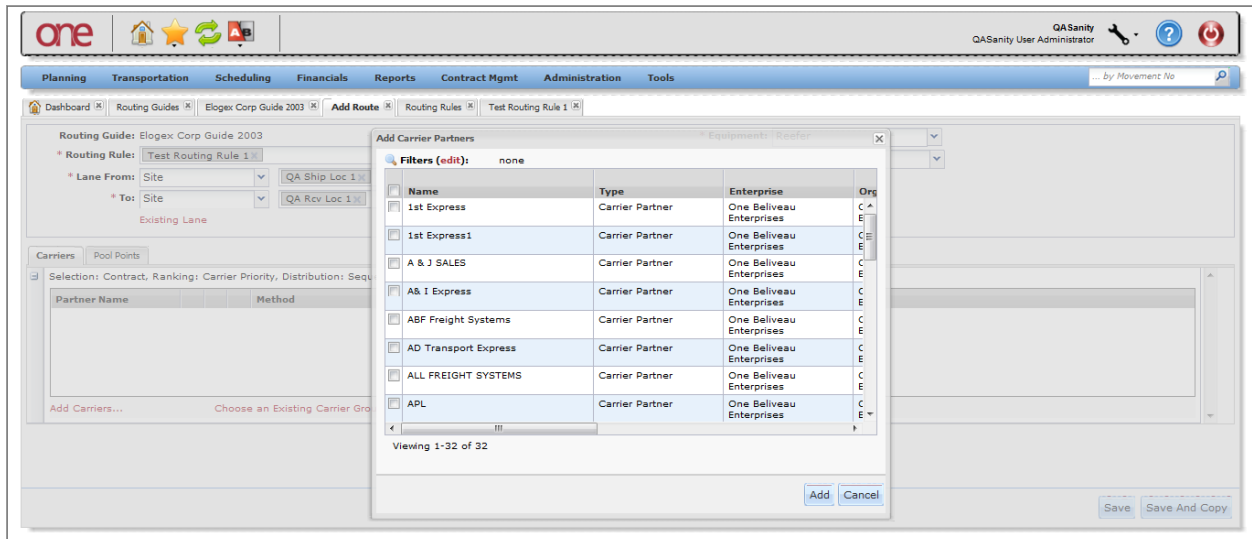 one
AB
QASanity
QASanity User Administrator
Planning Transportation Scheduling Financials Reports Contract Mgmt Administration Tools
... by Movement No
Dashboard Routing Guides Elogex Corp Guide 2003 Add Route Routing Rules Test Routing Rule 1
Routing Guide: Elogex Corp Guide 2003
* Equipment: Reefer
* Routing Rule: Test Routing Rule 1
* Lane From: Site QA Ship Loc 1
* To: Site QA Rcv Loc 1
Existing Lane
Carriers Pool Points
Selection: Contract, Ranking: Carrier Priority, Distribution: Sequ
Partner Name Method
Add Carriers... Choose an Existing Carrier Gro
Add Carrier Partners
Filters (edit): none
Name Type Enterprise Org
1st Express Carrier Partner One Beliveau
Enterprises
1st Express1 Carrier Partner One Beliveau
Enterprises
A & J SALES Carrier Partner One Beliveau
Enterprises
A& I Express Carrier Partner One Beliveau
Enterprises
ABF Freight Systems Carrier Partner One Beliveau
Enterprises
AD Transport Express Carrier Partner One Beliveau
Enterprises
ALL FREIGHT SYSTEMS Carrier Partner One Beliveau
Enterprises
APL Carrier Partner One Beliveau
Enterprises
Viewing 1-32 of 32
Add Cancel
Save Save And Copy